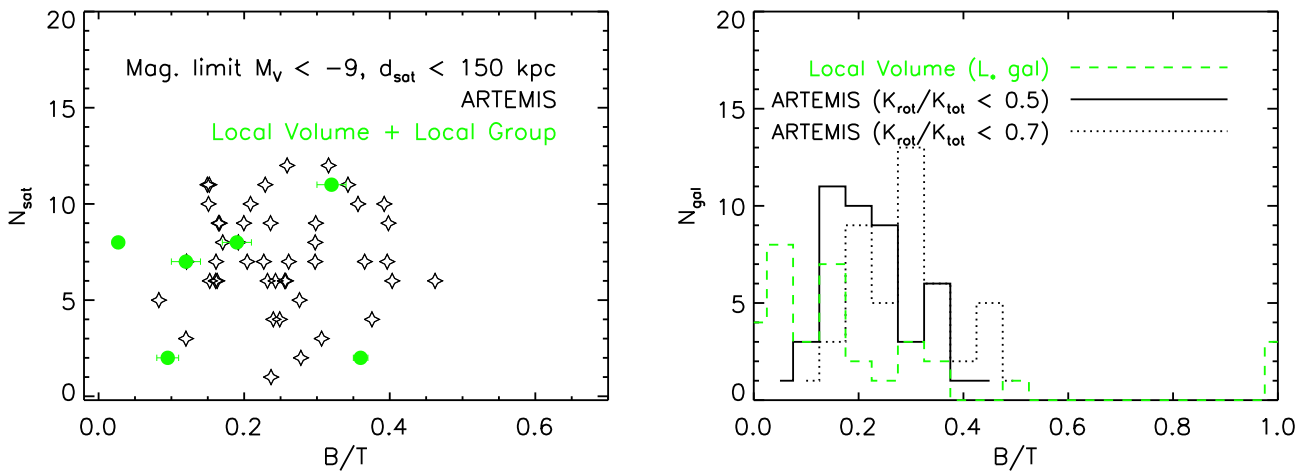 20
15
10
5
0
N_sat
Mag. limit M_V < −9, d_sat < 150 kpc
ARTEMIS
Local Volume + Local Group
0.0 0.2 0.4 0.6
B/T
20
15
10
5
0
N_gal
Local Volume (L_* gal)
ARTEMIS (K_rot/K_tot < 0.5)
ARTEMIS (K_rot/K_tot < 0.7)
0.0 0.2 0.4 0.6 0.8 1.0
B/T